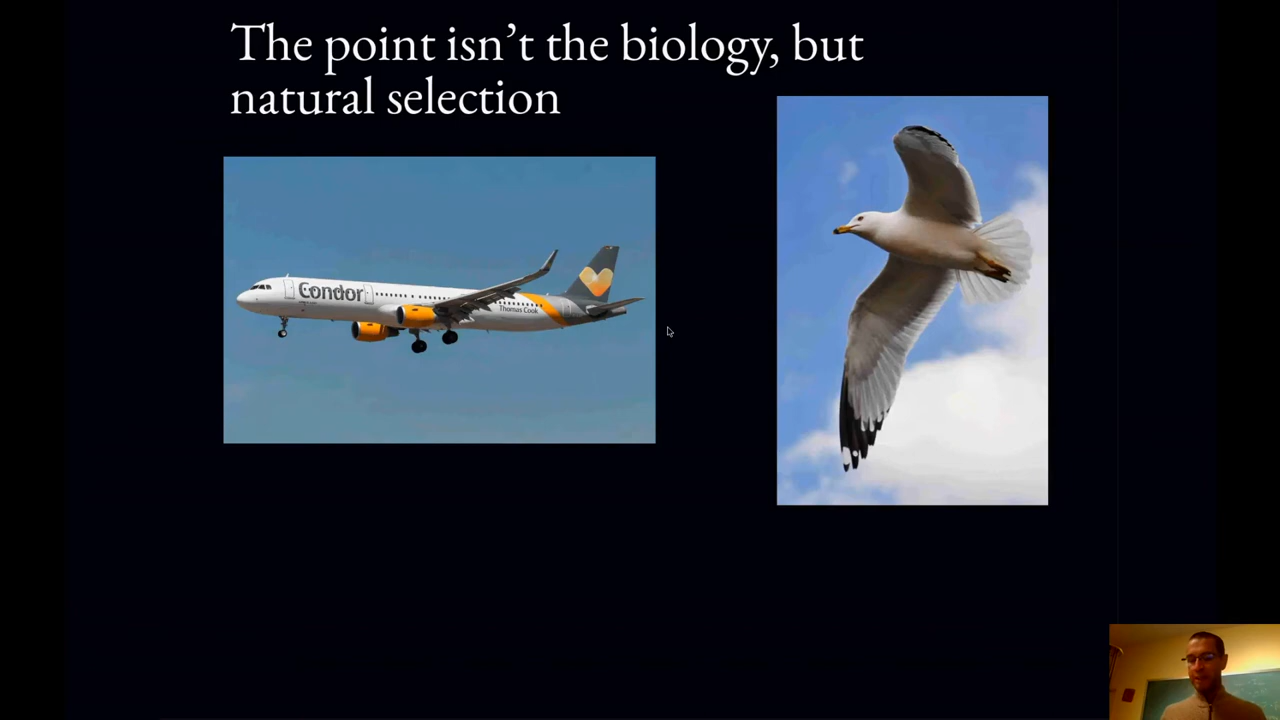 The point isn’t the biology, but
natural selection
Condor
Thomas Cook